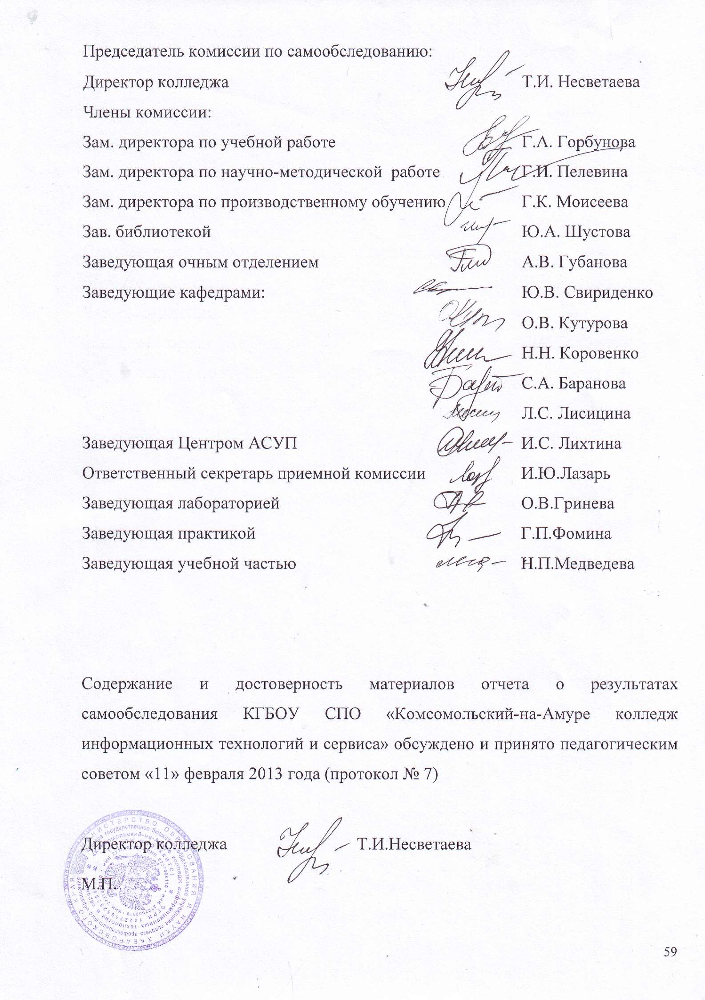 Председатель комиссии по самообследованию:
Директор колледжа Т.И. Несветаева
Члены комиссии:
Зам. директора по учебной работе Г.А. Горбунова
Зам. директора по научно-методической работе Г.И. Пелевина
Зам. директора по производственному обучению Г.К. Моисеева
Зав. библиотекой Ю.А. Шустова
Заведующая очным отделением А.В. Губанова
Заведующие кафедрами: Ю.В. Свириденко
О.В. Кутурова
Н.Н. Коровенко
С.А. Баранова
Л.С. Лисицина
Заведующая Центром АСУП И.С. Лихтина
Ответственный секретарь приемной комиссии И.Ю.Лазарь
Заведующая лабораторией О.В.Гринева
Заведующая практикой Г.П.Фомина
Заведующая учебной частью Н.П.Медведева
Содержание и достоверность материалов отчета о результатах
самообследования КГБОУ СПО «Комсомольский-на-Амуре колледж
информационных технологий и сервиса» обсуждено и принято педагогическим
советом «11» февраля 2013 года (протокол № 7)
Директор колледжа Т.И.Несветаева
М.П.
МИНИСТЕРСТВО ОБРАЗОВАНИЯ И НАУКИ ХАБАРОВСКОГО КРАЯ
59